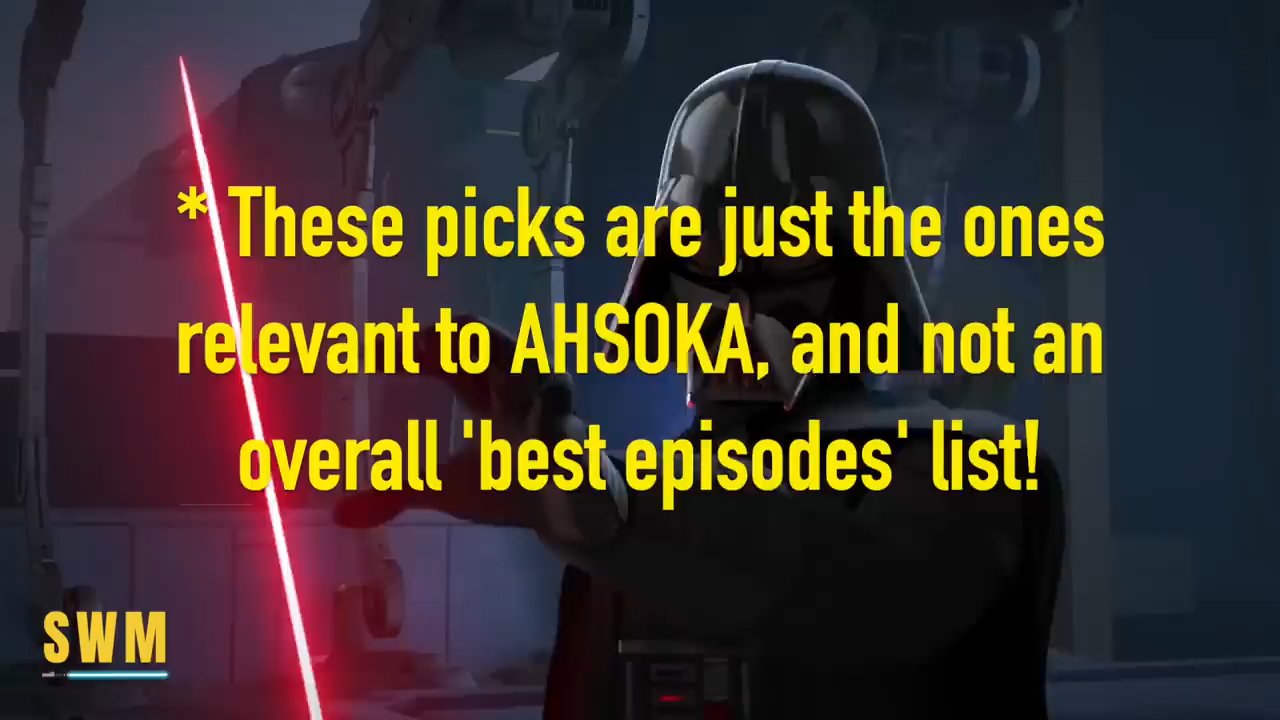 * These picks are just the ones
relevant to AHSOKA, and not an
overall 'best episodes' list!
SWM